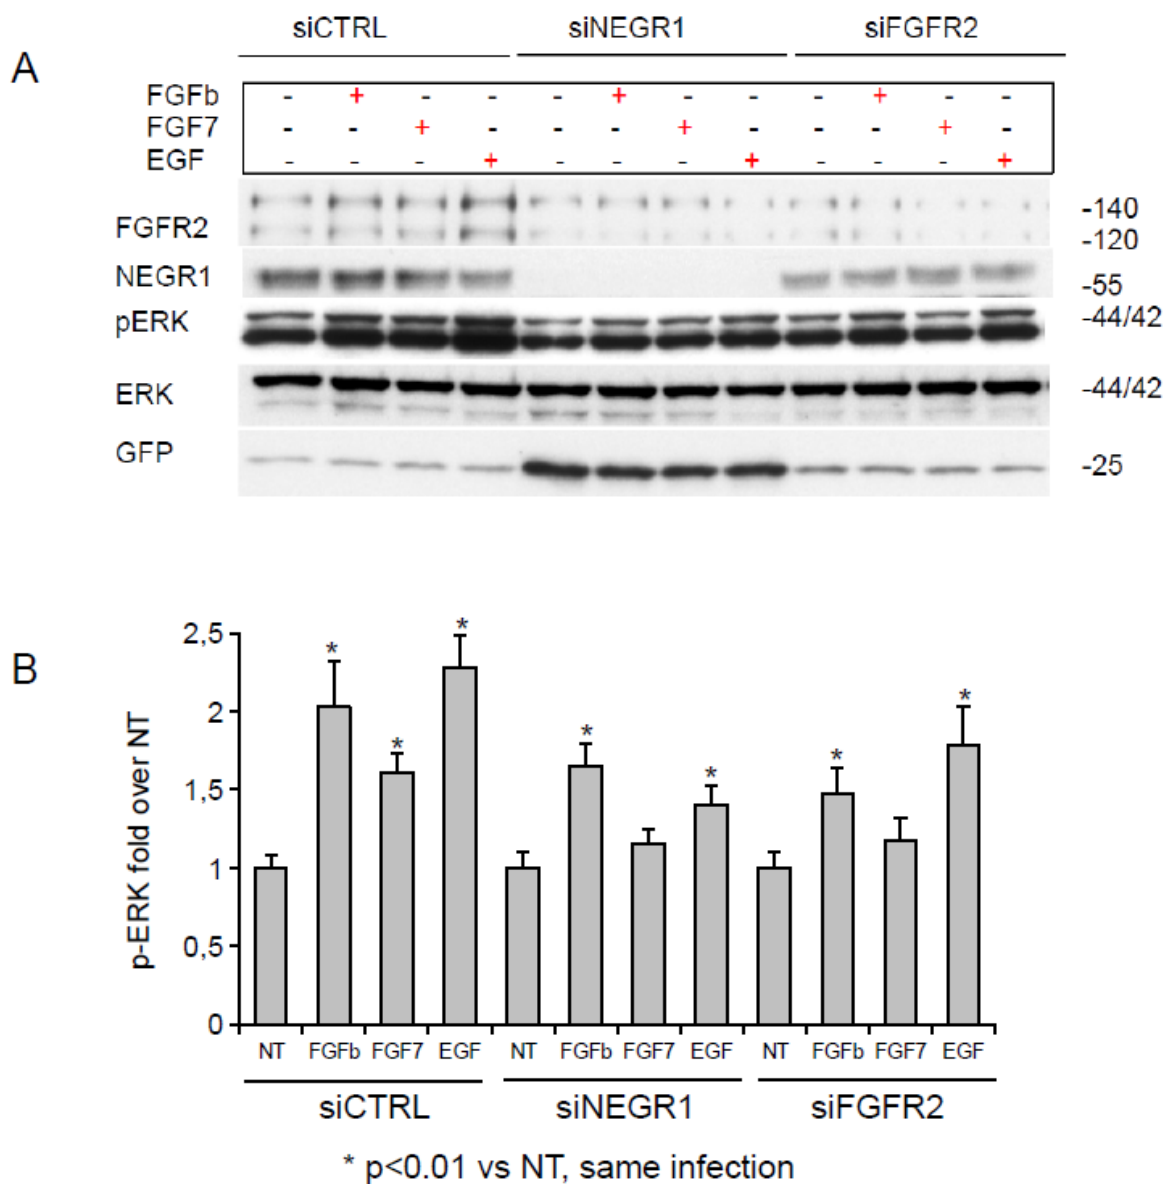 siCTRL siNEGR1 siFGFR2
A
FGFb - + - - - + - - - + - -
FGF7 - - + - - - + - - - + -
EGF - - - + - - - + - - - +
FGFR2 -140
-120
NEGR1 -55
pERK -44/42
ERK -44/42
GFP -25
B
p-ERK fold over NT
2,5
2
1,5
1
0,5
0
* * * * * * *
NT FGFb FGF7 EGF NT FGFb FGF7 EGF NT FGFb FGF7 EGF
siCTRL siNEGR1 siFGFR2
* p<0.01 vs NT, same infection